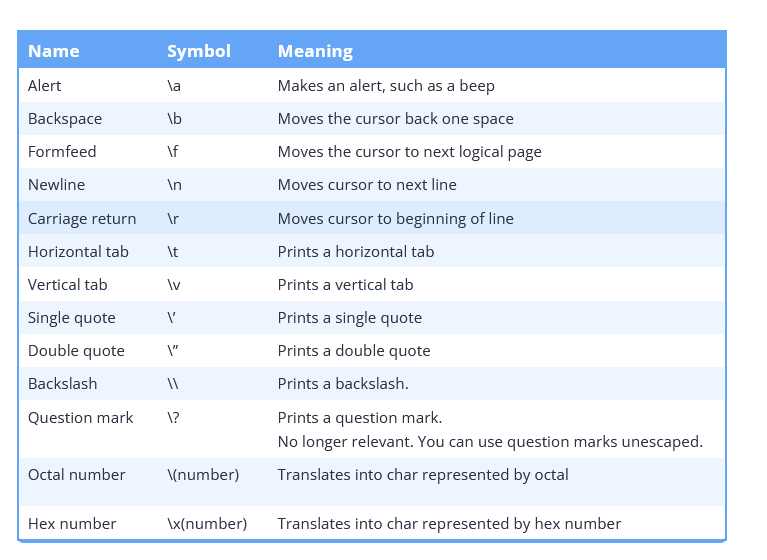 Name Symbol Meaning
Alert \a Makes an alert, such as a beep
Backspace \b Moves the cursor back one space
Formfeed \f Moves the cursor to next logical page
Newline \n Moves cursor to next line
Carriage return \r Moves cursor to beginning of line
Horizontal tab \t Prints a horizontal tab
Vertical tab \v Prints a vertical tab
Single quote \’ Prints a single quote
Double quote \” Prints a double quote
Backslash \\ Prints a backslash.
Question mark \? Prints a question mark.
No longer relevant. You can use question marks unescaped.
Octal number \(number) Translates into char represented by octal
Hex number \x(number) Translates into char represented by hex number